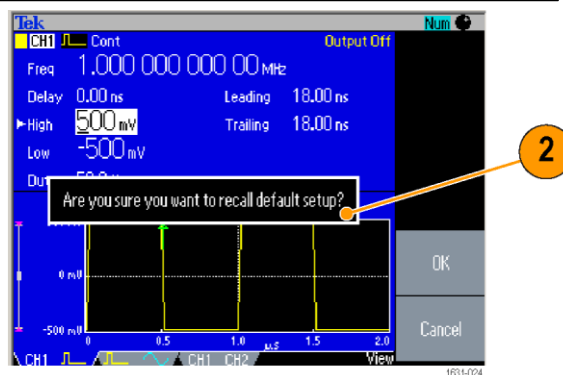 Tek Num
CH1 Cont Output Off
Freq 1.000 000 000 00 MHz
Delay 0.00 ns Leading 18.00 ns
High 500 mV Trailing 18.00 ns
Low -500 mV
Are you sure you want to recall default setup?
2
0 mV
OK
-500 mV
Cancel
0 0.5 1.0 µs 1.5 2.0
CH1 CH1 CH2 View
1631-024